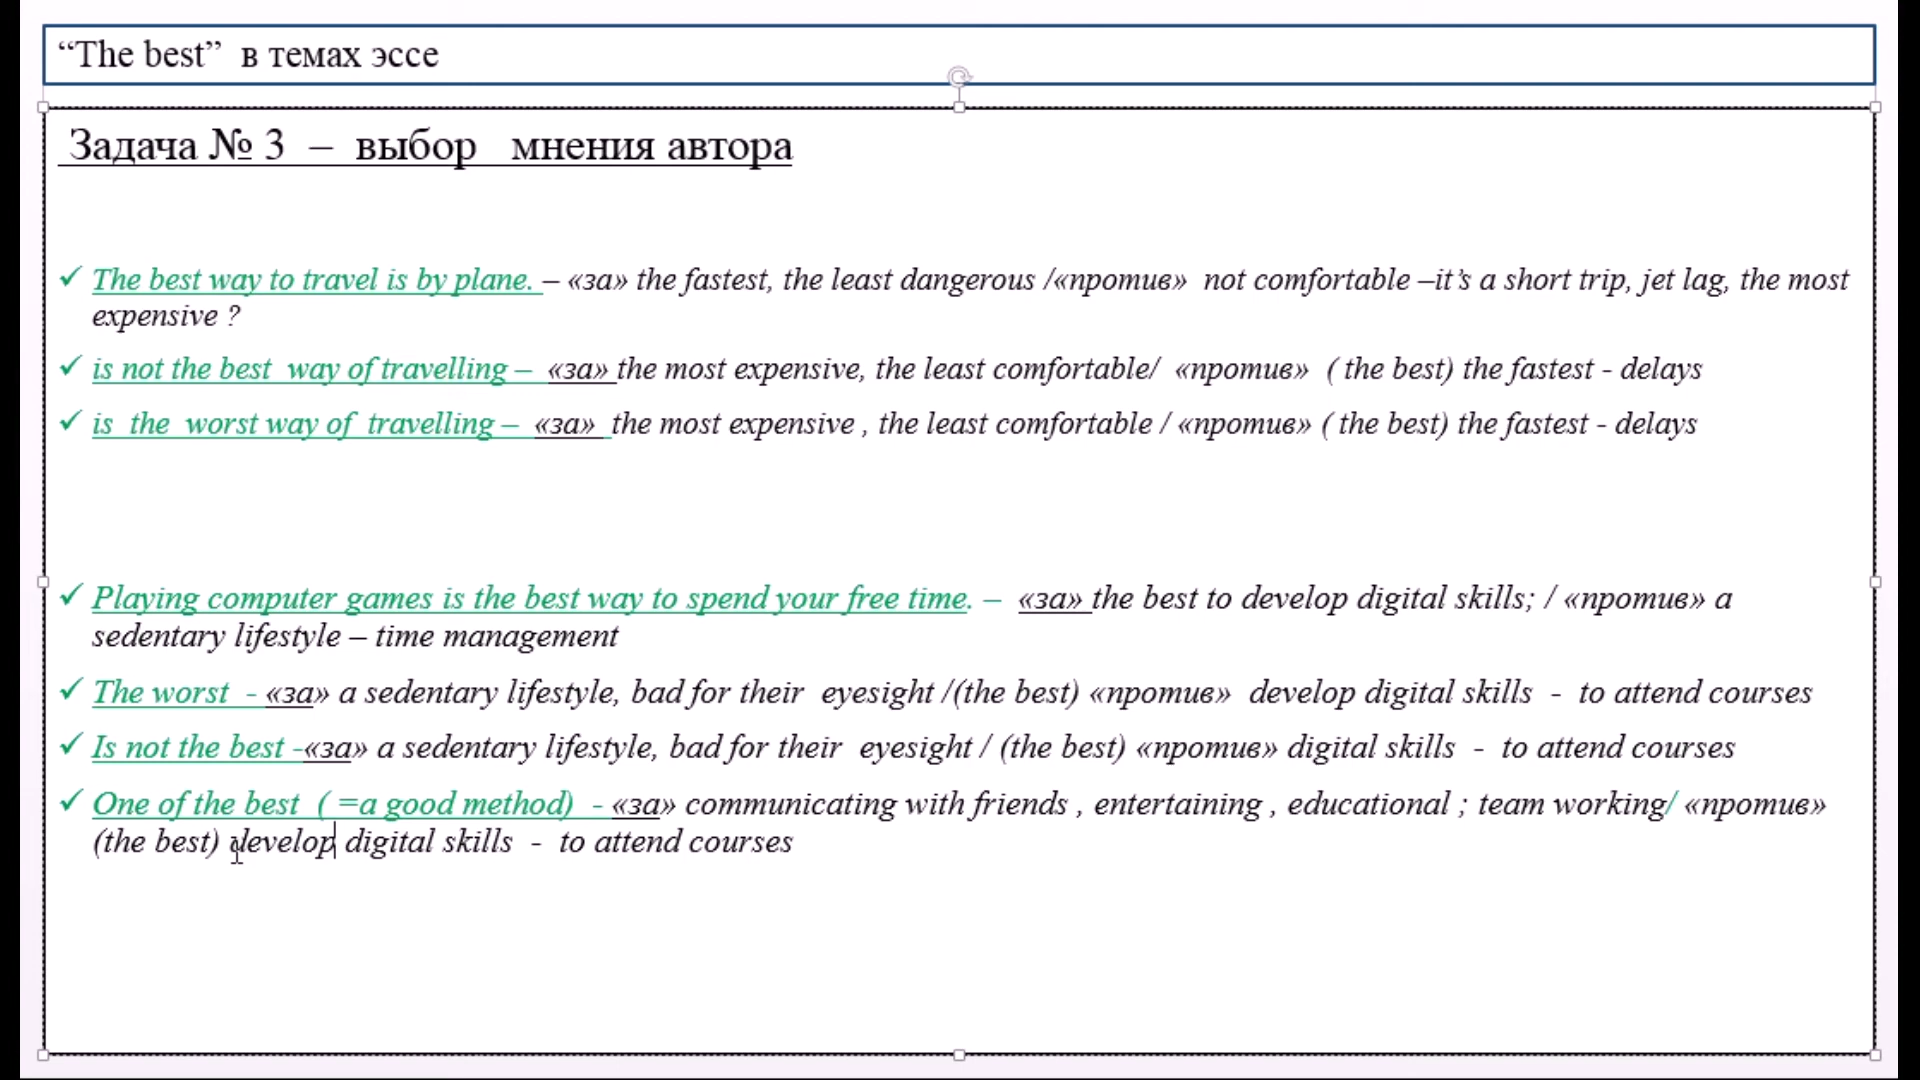 “The best”  в темах эссе
Задача № 3  –  выбор   мнения автора
✓ The best way to travel is by plane. – «за» the fastest, the least dangerous /«против»  not comfortable –it’s a short trip, jet lag, the most
expensive ?
✓ is not the best  way of travelling –  «за» the most expensive, the least comfortable/  «против»  ( the best) the fastest - delays
✓ is  the  worst way of  travelling –  «за»  the most expensive , the least comfortable / «против» ( the best) the fastest - delays
✓ Playing computer games is the best way to spend your free time. –  «за» the best to develop digital skills; / «против» a
sedentary lifestyle – time management
✓ The worst  - «за» a sedentary lifestyle, bad for their  eyesight /(the best) «против»  develop digital skills  -  to attend courses
✓ Is not the best -«за» a sedentary lifestyle, bad for their  eyesight / (the best) «против» digital skills  -  to attend courses
✓ One of the best  ( =a good method)  - «за» communicating with friends , entertaining , educational ; team working/ «против»
(the best) develop digital skills  -  to attend courses